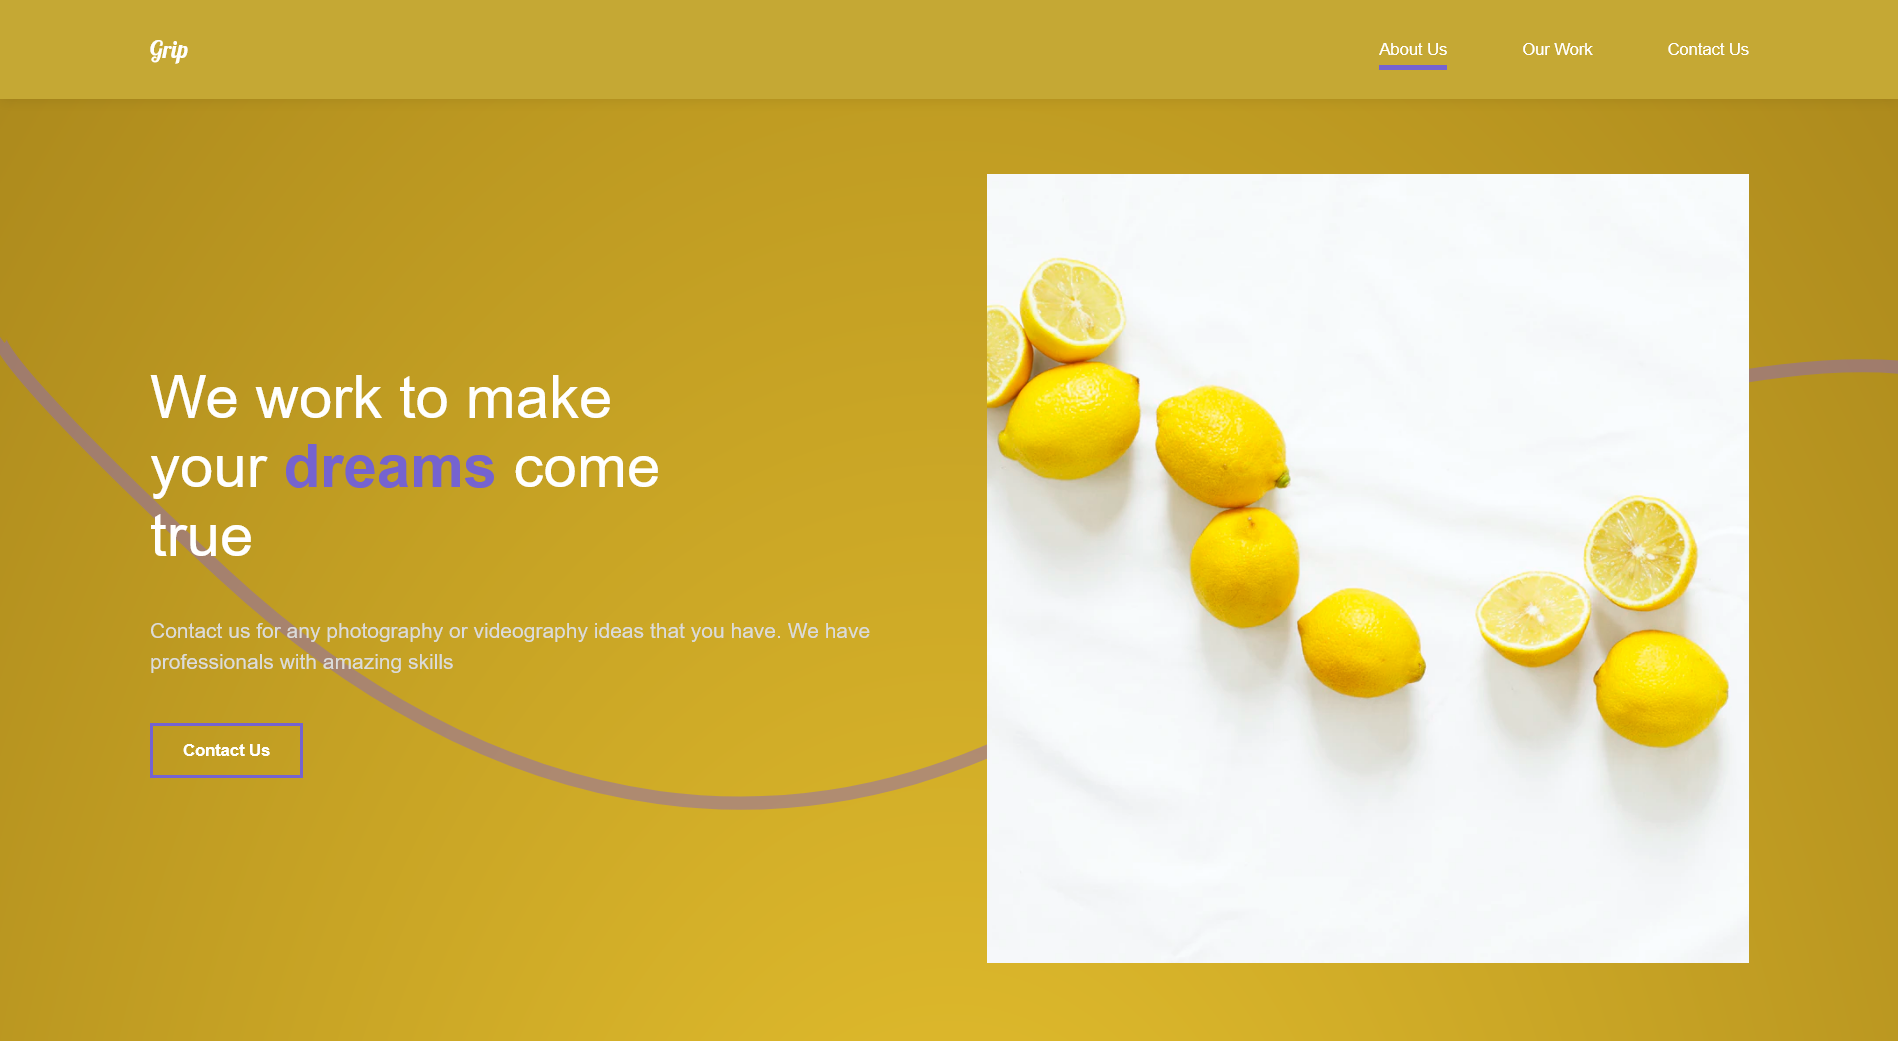 Grip
About Us
Our Work
Contact Us
We work to make
your dreams come
true
Contact us for any photography or videography ideas that you have. We have
professionals with amazing skills
Contact Us